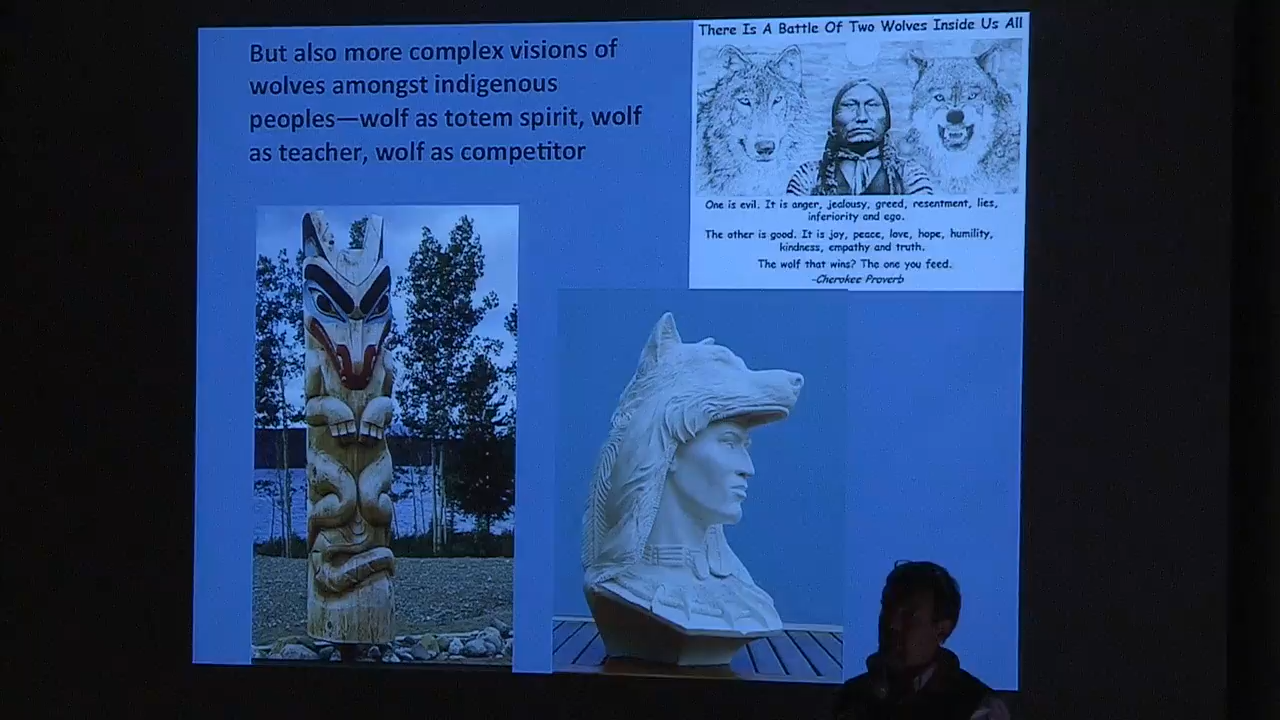 But also more complex visions of
wolves amongst indigenous
peoples—wolf as totem spirit, wolf
as teacher, wolf as competitor
There Is A Battle Of Two Wolves Inside Us All
One is evil. It is anger, jealousy, greed, resentment, lies,
inferiority and ego.
The other is good. It is joy, peace, love, hope, humility,
kindness, empathy and truth.
The wolf that wins? The one you feed.
-Cherokee Proverb